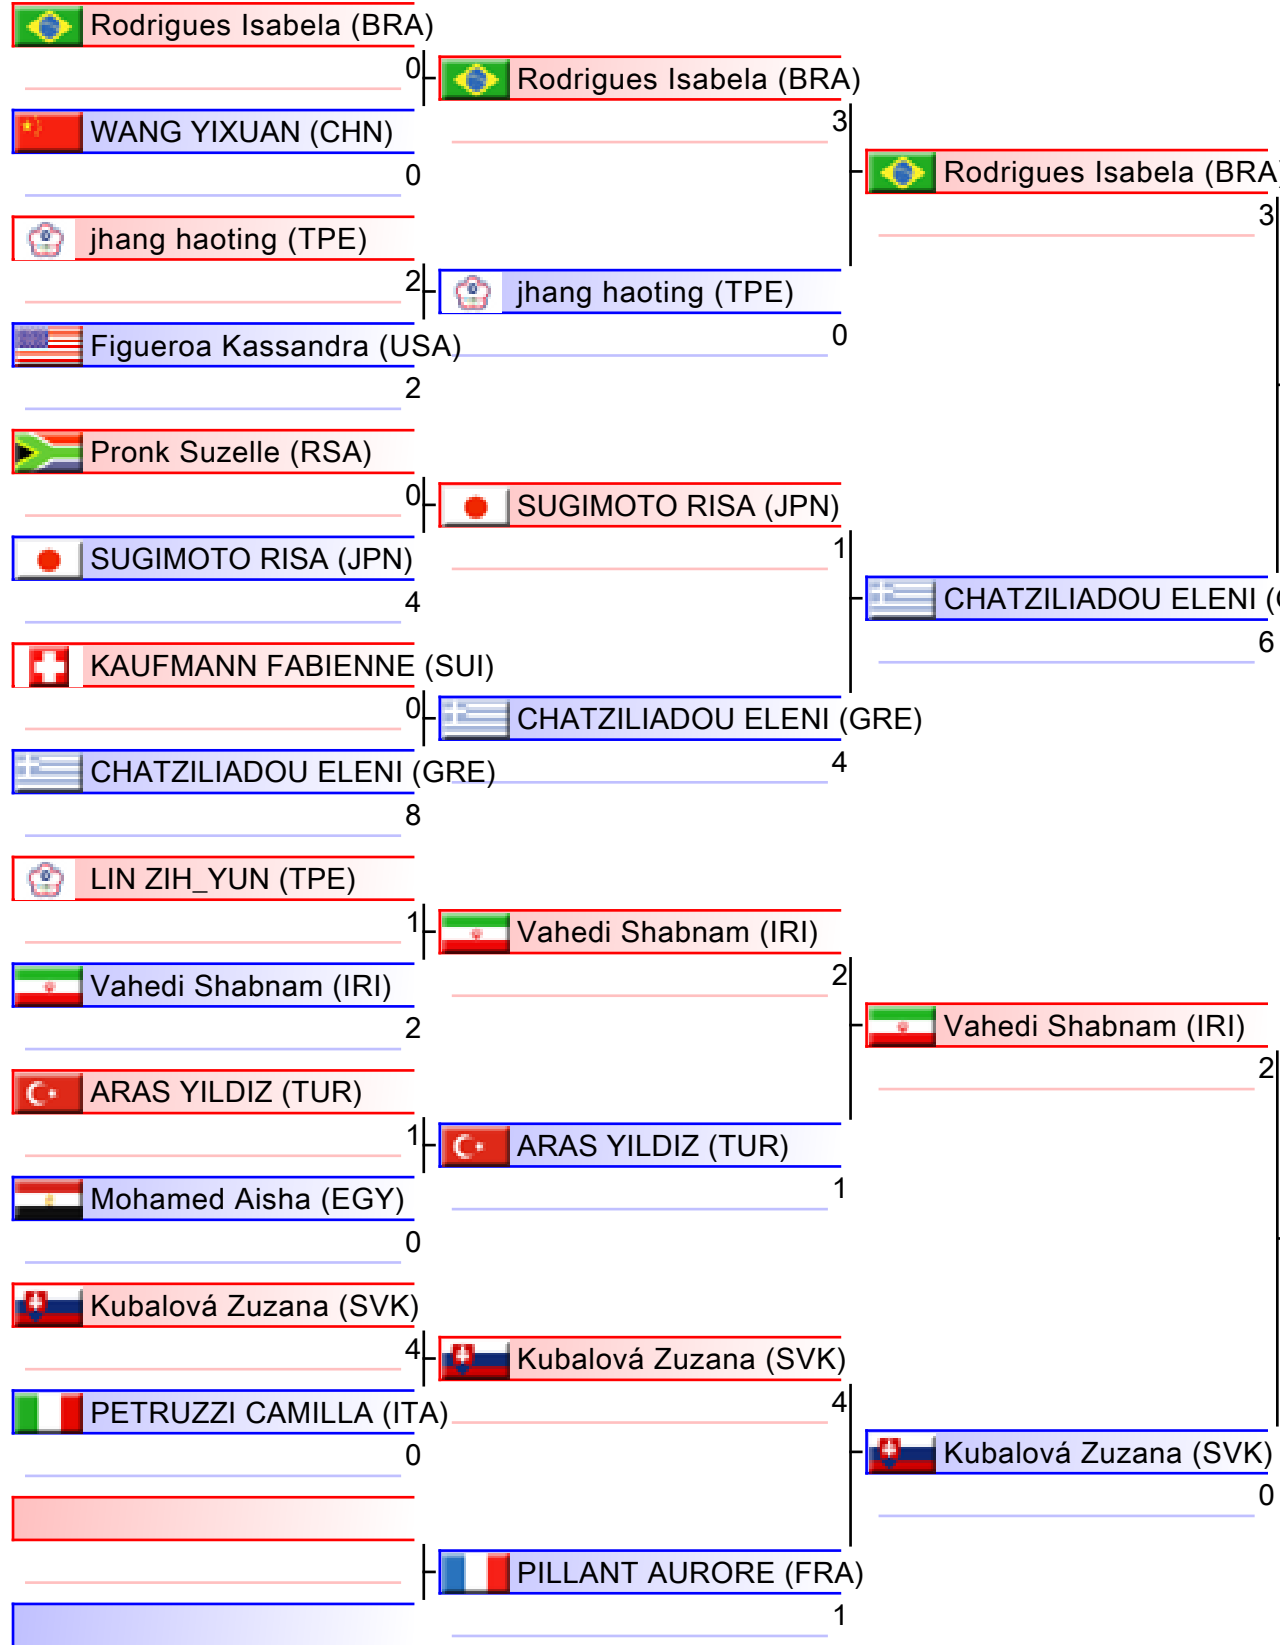 Rodrigues Isabela (BRA)
0
WANG YIXUAN (CHN)
0
jhang haoting (TPE)
2
Figueroa Kassandra (USA)
2
Pronk Suzelle (RSA)
0
SUGIMOTO RISA (JPN)
4
KAUFMANN FABIENNE (SUI)
0
CHATZILIADOU ELENI (GRE)
8
LIN ZIH_YUN (TPE)
1
Vahedi Shabnam (IRI)
2
ARAS YILDIZ (TUR)
1
Mohamed Aisha (EGY)
0
Kubalová Zuzana (SVK)
4
PETRUZZI CAMILLA (ITA)
0
Rodrigues Isabela (BRA)
3
jhang haoting (TPE)
0
SUGIMOTO RISA (JPN)
1
CHATZILIADOU ELENI (GRE)
4
Vahedi Shabnam (IRI)
2
ARAS YILDIZ (TUR)
1
Kubalová Zuzana (SVK)
4
PILLANT AURORE (FRA)
1
Rodrigues Isabela (BRA)
3
CHATZILIADOU ELENI (
6
Vahedi Shabnam (IRI)
2
Kubalová Zuzana (SVK)
0